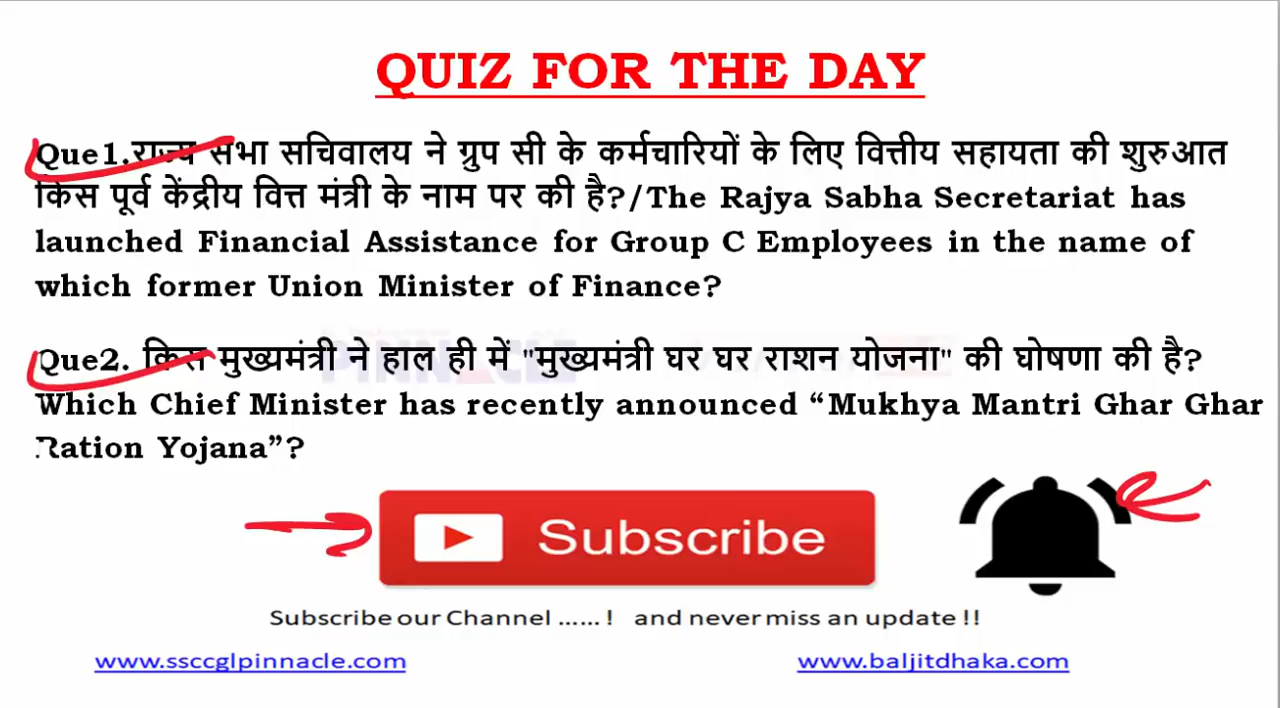 QUIZ FOR THE DAY
Que1.राज्य सभा सचिवालय ने ग्रुप सी के कर्मचारियों के लिए वित्तीय सहायता की शुरुआत
किस पूर्व केंद्रीय वित्त मंत्री के नाम पर की है?/The Rajya Sabha Secretariat has
launched Financial Assistance for Group C Employees in the name of
which former Union Minister of Finance?
Que2. किस मुख्यमंत्री ने हाल ही में "मुख्यमंत्री घर घर राशन योजना" की घोषणा की है?
Which Chief Minister has recently announced “Mukhya Mantri Ghar Ghar
Ration Yojana”?
Subscribe
Subscribe our Channel ...... ! and never miss an update !!
www.ssccglpinnacle.com www.baljitdhaka.com